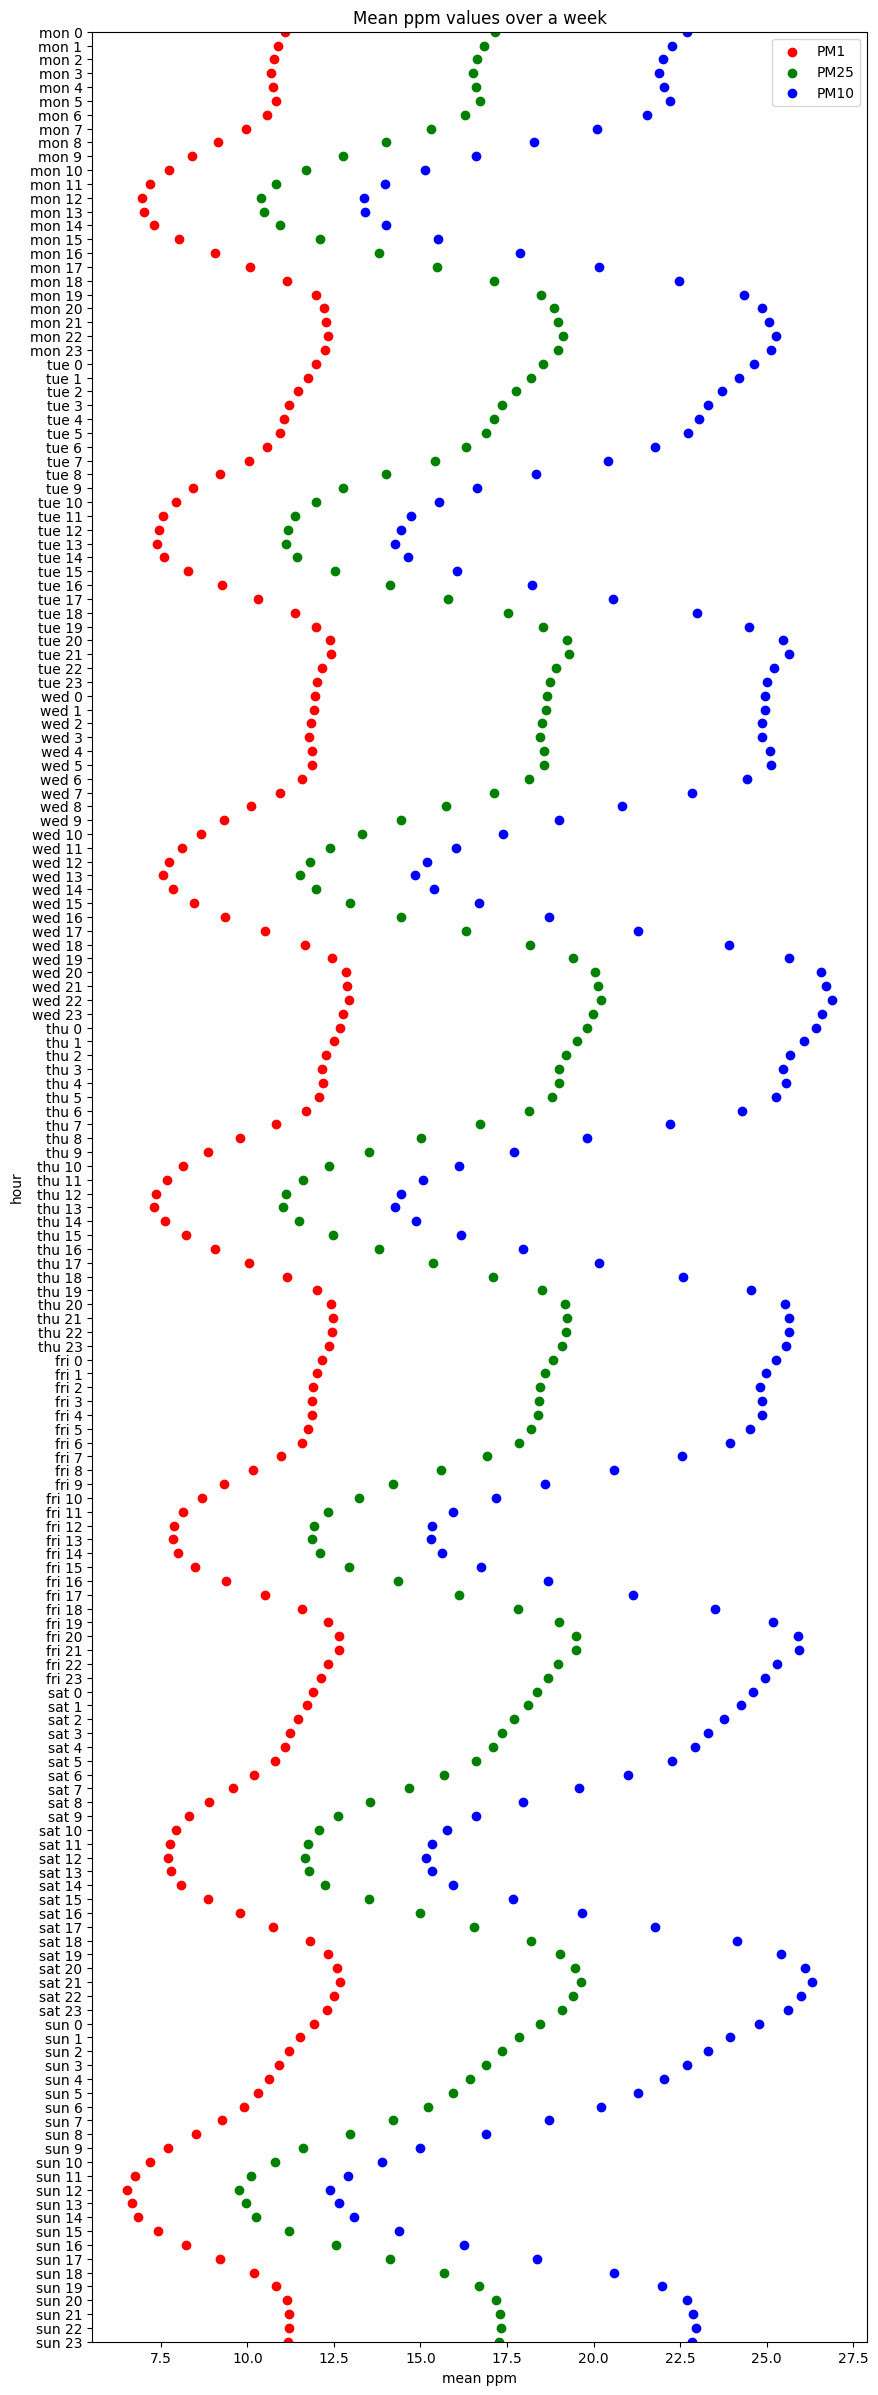 Mean ppm values over a week
PM1
PM25
PM10
mon 0
mon 1
mon 2
mon 3
mon 4
mon 5
mon 6
mon 7
mon 8
mon 9
mon 10
mon 11
mon 12
mon 13
mon 14
mon 15
mon 16
mon 17
mon 18
mon 19
mon 20
mon 21
mon 22
mon 23
tue 0
tue 1
tue 2
tue 3
tue 4
tue 5
tue 6
tue 7
tue 8
tue 9
tue 10
tue 11
tue 12
tue 13
tue 14
tue 15
tue 16
tue 17
tue 18
tue 19
tue 20
tue 21
tue 22
tue 23
wed 0
wed 1
wed 2
wed 3
wed 4
wed 5
wed 6
wed 7
wed 8
wed 9
wed 10
wed 11
wed 12
wed 13
wed 14
wed 15
wed 16
wed 17
wed 18
wed 19
wed 20
wed 21
wed 22
wed 23
thu 0
thu 1
thu 2
thu 3
thu 4
thu 5
thu 6
thu 7
thu 8
thu 9
thu 10
thu 11
thu 12
thu 13
thu 14
thu 15
thu 16
thu 17
thu 18
thu 19
thu 20
thu 21
thu 22
thu 23
fri 0
fri 1
fri 2
fri 3
fri 4
fri 5
fri 6
fri 7
fri 8
fri 9
fri 10
fri 11
fri 12
fri 13
fri 14
fri 15
fri 16
fri 17
fri 18
fri 19
fri 20
fri 21
fri 22
fri 23
sat 0
sat 1
sat 2
sat 3
sat 4
sat 5
sat 6
sat 7
sat 8
sat 9
sat 10
sat 11
sat 12
sat 13
sat 14
sat 15
sat 16
sat 17
sat 18
sat 19
sat 20
sat 21
sat 22
sat 23
sun 0
sun 1
sun 2
sun 3
sun 4
sun 5
sun 6
sun 7
sun 8
sun 9
sun 10
sun 11
sun 12
sun 13
sun 14
sun 15
sun 16
sun 17
sun 18
sun 19
sun 20
sun 21
sun 22
sun 23
hour
7.5 10.0 12.5 15.0 17.5 20.0 22.5 25.0 27.5
mean ppm